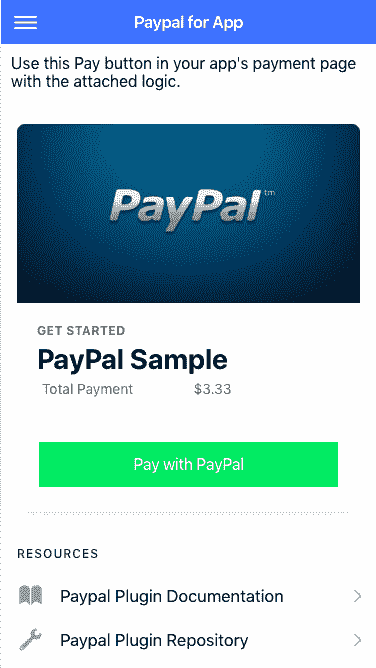 Paypal for App
Use this Pay button in your app's payment page
with the attached logic.
PayPal™
GET STARTED
PayPal Sample
Total Payment $3.33
Pay with PayPal
RESOURCES
Paypal Plugin Documentation
Paypal Plugin Repository